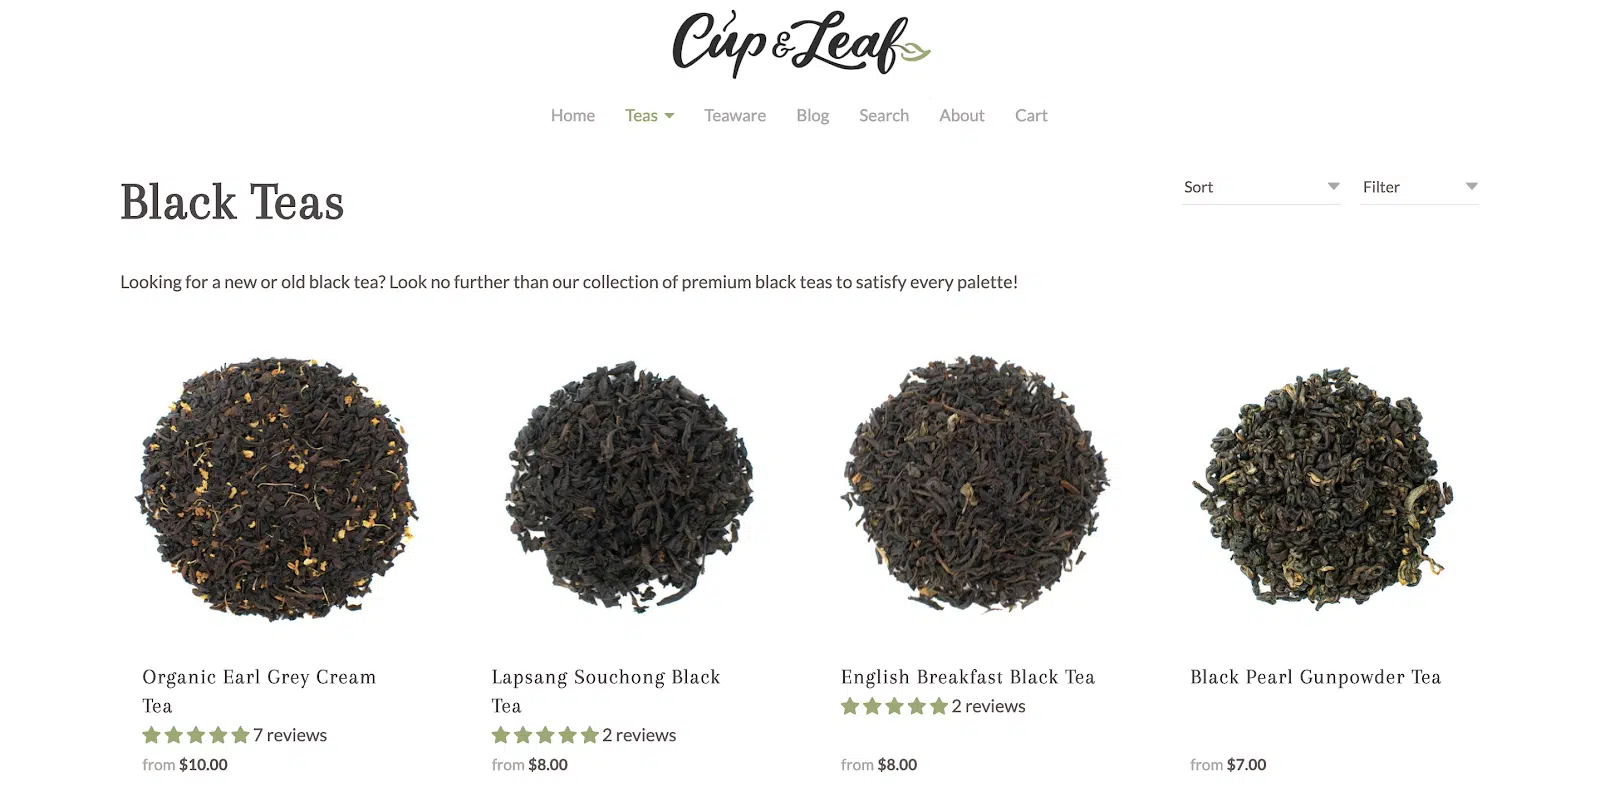 Cup & Leaf
Home Teas Teaware Blog Search About Cart
Black Teas
Sort Filter
Looking for a new or old black tea? Look no further than our collection of premium black teas to satisfy every palette!
Organic Earl Grey Cream
Tea
7 reviews
from $10.00
Lapsang Souchong Black
Tea
2 reviews
from $8.00
English Breakfast Black Tea
2 reviews
from $8.00
Black Pearl Gunpowder Tea
from $7.00